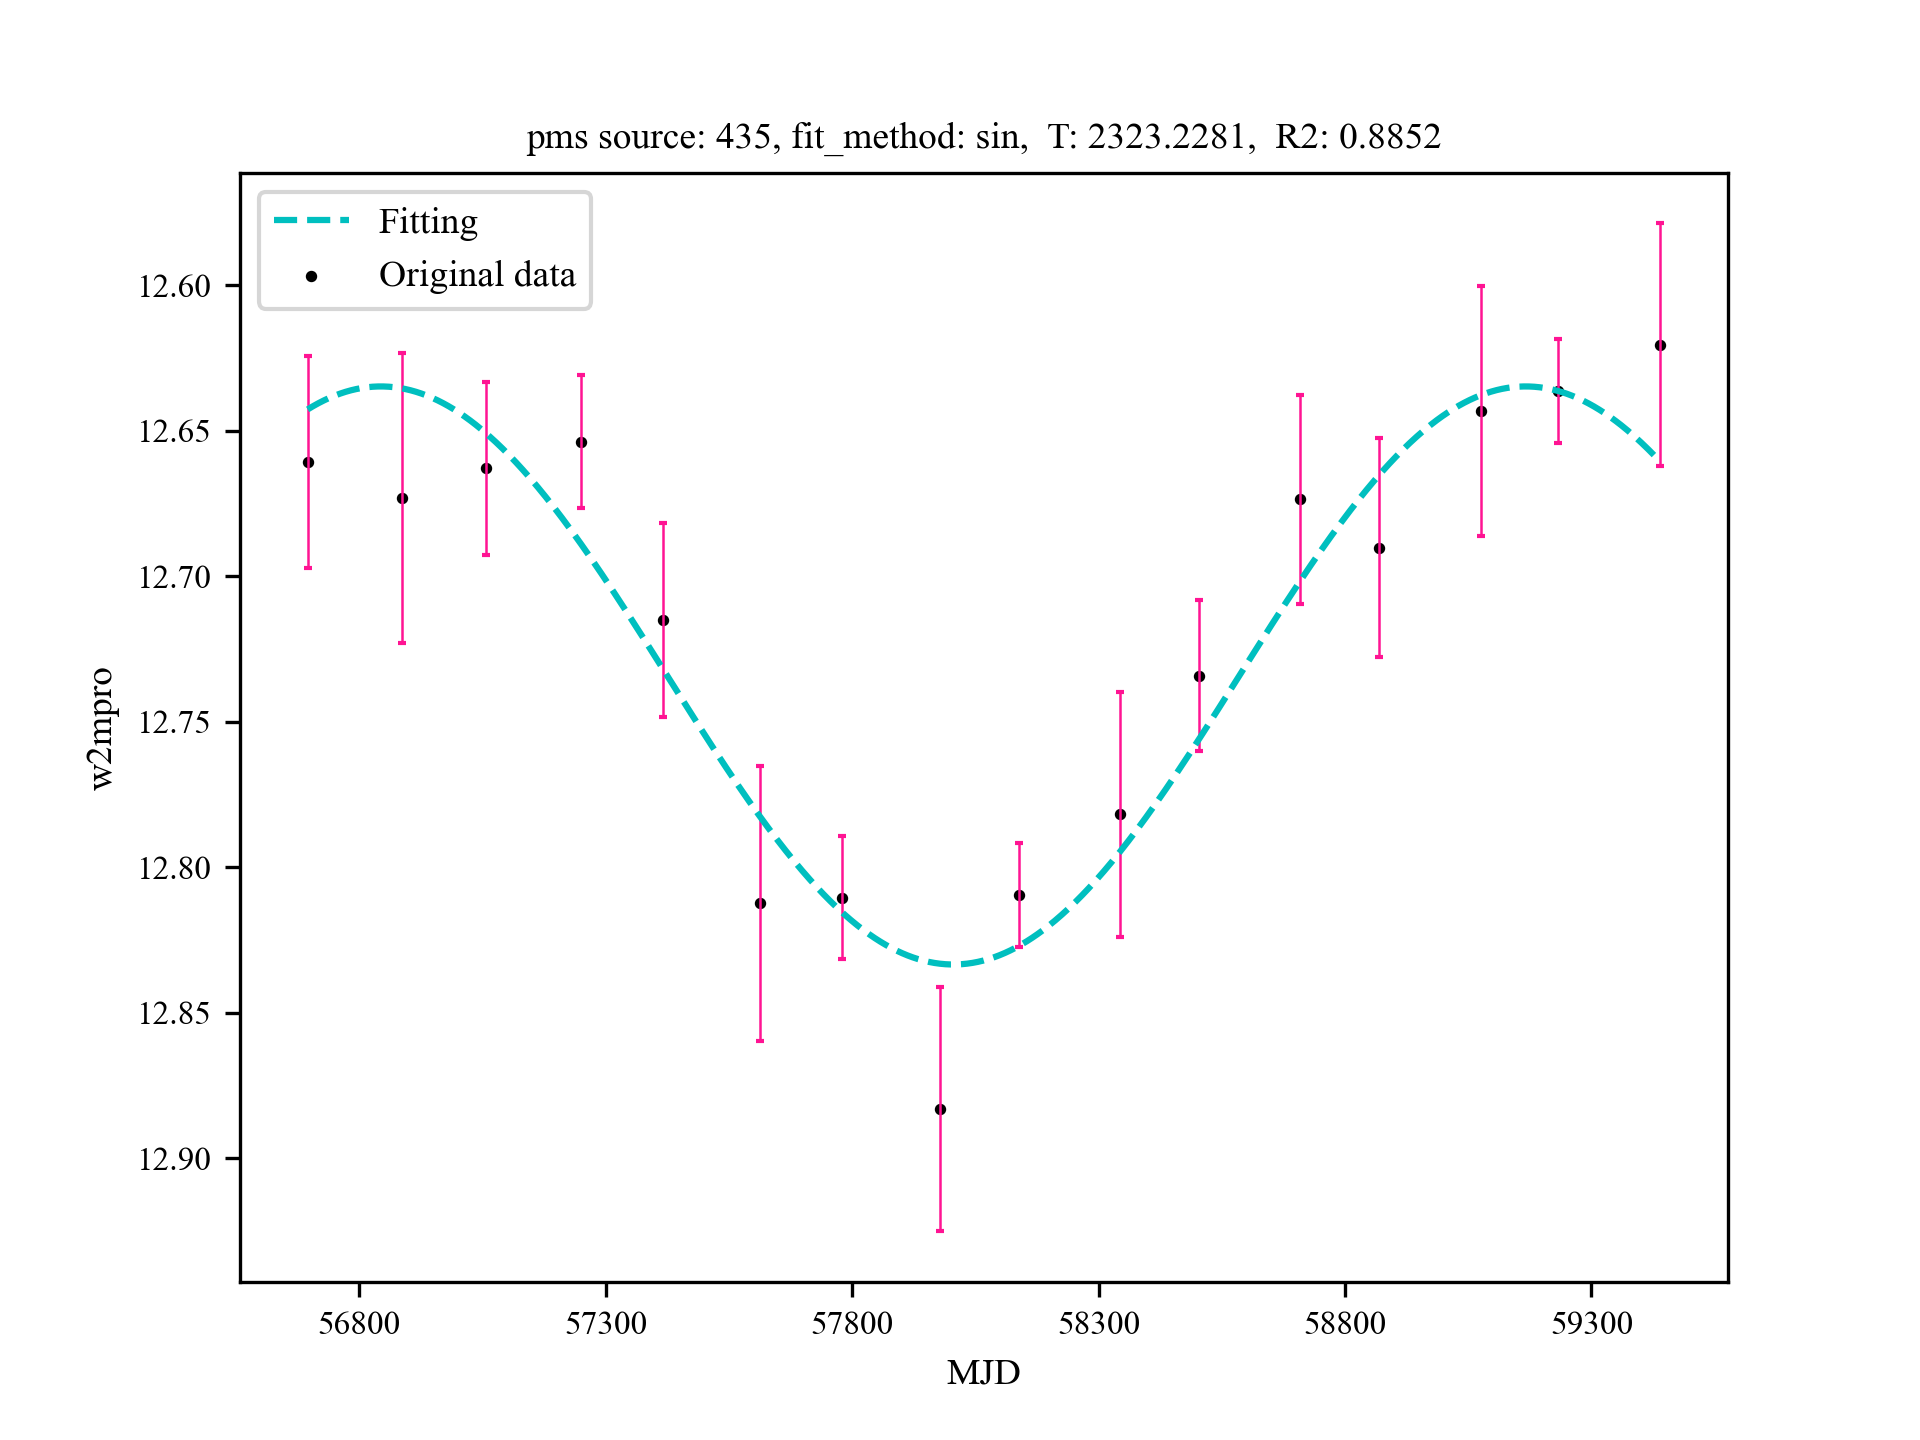 pms source: 435, fit_method: sin,  T: 2323.2281,  R2: 0.8852
Fitting
Original data
12.60
12.65
12.70
12.75
12.80
12.85
12.90
w2mpro
56800 57300 57800 58300 58800 59300
MJD